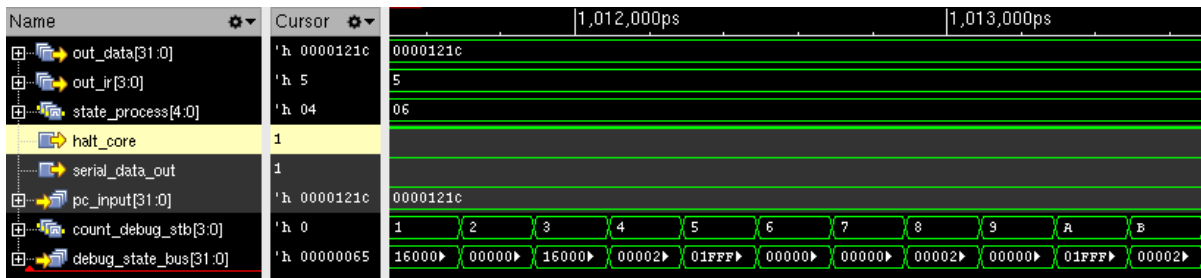 Name Cursor 1,012,000ps 1,013,000ps
out_data[31:0] 'h 0000121c 0000121c
out_ir[3:0] 'h 5 5
state_process[4:0] 'h 04 06
halt_core 1
serial_data_out 1
pc_input[31:0] 'h 0000121c 0000121c
count_debug_stb[3:0] 'h 0 1 2 3 4 5 6 7 8 9 A B
debug_state_bus[31:0] 'h 00000065 16000 00000 16000 00002 01FFF 00000 00000 00002 00000 01FFF 00002